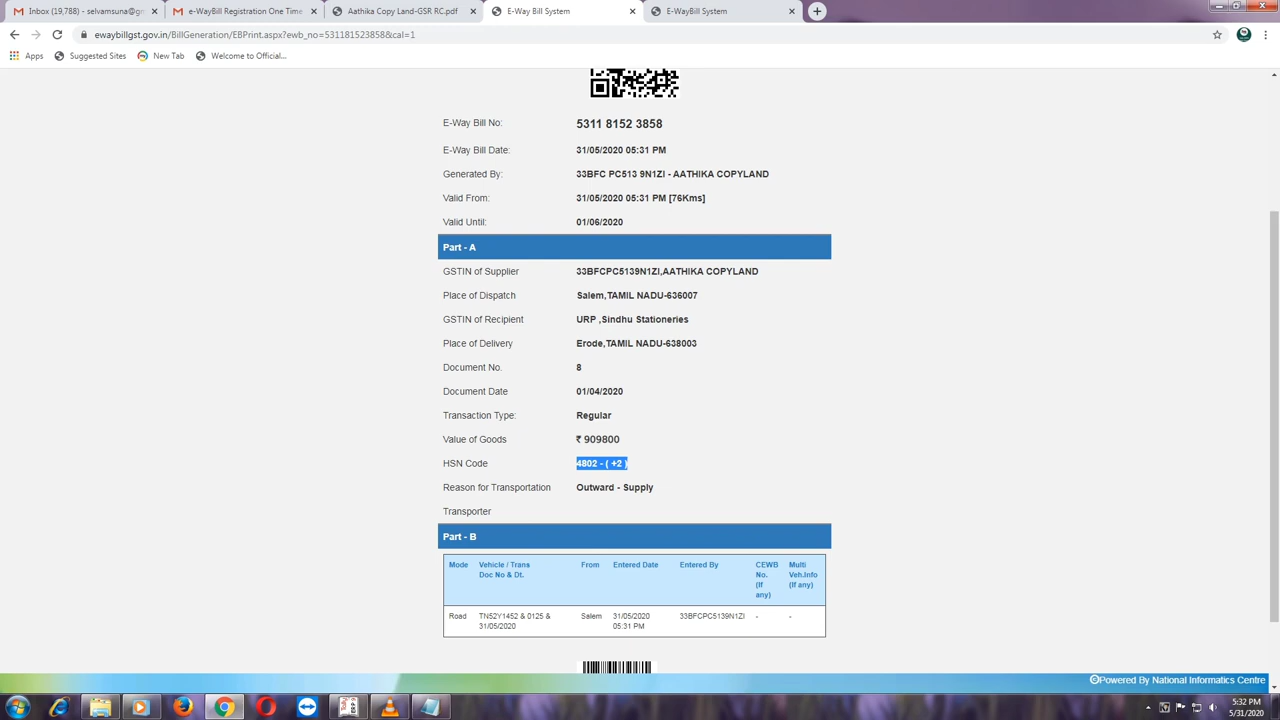 Inbox (19,788) - selvamsuna@g
e-WayBill Registration One Time
Aathika Copy Land-GSR RC.pdf
E-Way Bill System
E-WayBill System
ewaybillgst.gov.in/BillGeneration/EBPrint.aspx?ewb_no=531181523858&cal=1
Apps
Suggested Sites
New Tab
Welcome to Official...
E-Way Bill No: 5311 8152 3858
E-Way Bill Date: 31/05/2020 05:31 PM
Generated By: 33BFC PC513 9N1ZI - AATHIKA COPYLAND
Valid From: 31/05/2020 05:31 PM [76Kms]
Valid Until: 01/06/2020
Part - A
GSTIN of Supplier 33BFCPC5139N1ZI,AATHIKA COPYLAND
Place of Dispatch Salem,TAMIL NADU-636007
GSTIN of Recipient URP ,Sindhu Stationeries
Place of Delivery Erode,TAMIL NADU-638003
Document No. 8
Document Date 01/04/2020
Transaction Type: Regular
Value of Goods ₹ 909800
HSN Code 4802 - ( +2 )
Reason for Transportation Outward - Supply
Transporter
Part - B
Mode Vehicle / Trans From Entered Date Entered By CEWB Multi
Doc No & Dt. No. Veh.Info
(If (If any)
any)
Road TN52Y1452 & 0125 & Salem 31/05/2020 33BFCPC5139N1ZI - -
31/05/2020 05:31 PM
Powered By National Informatics Centre
5:32 PM
5/31/2020